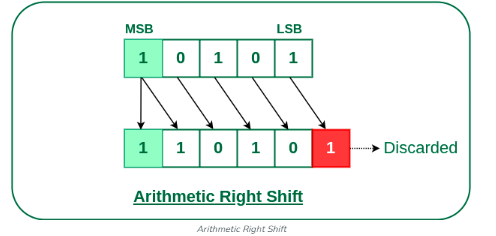 MSB LSB
1 0 1 0 1
1 1 0 1 0 1 Discarded
Arithmetic Right Shift
Arithmetic Right Shift